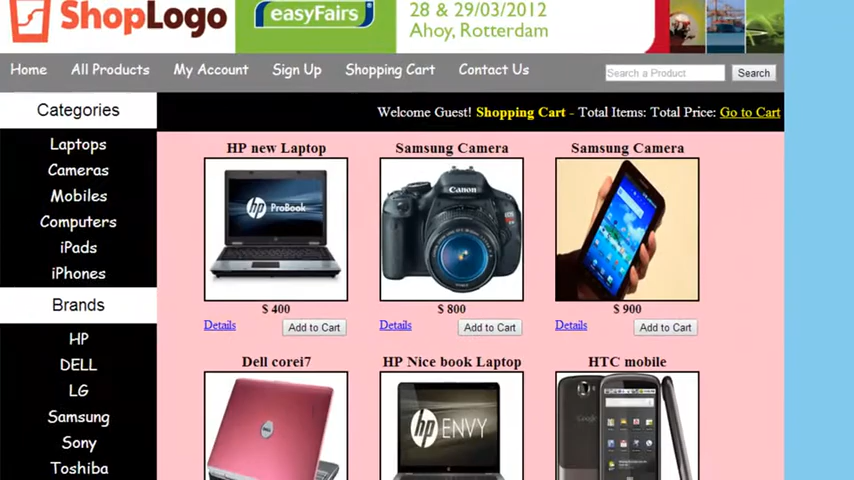 ShopLogo
easyFairs
28 & 29/03/2012
Ahoy, Rotterdam
Home All Products My Account Sign Up Shopping Cart Contact Us Search a Product Search
Categories
Welcome Guest! Shopping Cart - Total Items: Total Price: Go to Cart
Laptops
Cameras
Mobiles
Computers
iPads
iPhones
Brands
HP
DELL
LG
Samsung
Sony
Toshiba
HP new Laptop Samsung Camera Samsung Camera
hp ProBook
Canon
$ 400 $ 800 $ 900
Details Add to Cart Details Add to Cart Details Add to Cart
Dell corei7 HP Nice book Laptop HTC mobile
DELL
hp ENVY
Google